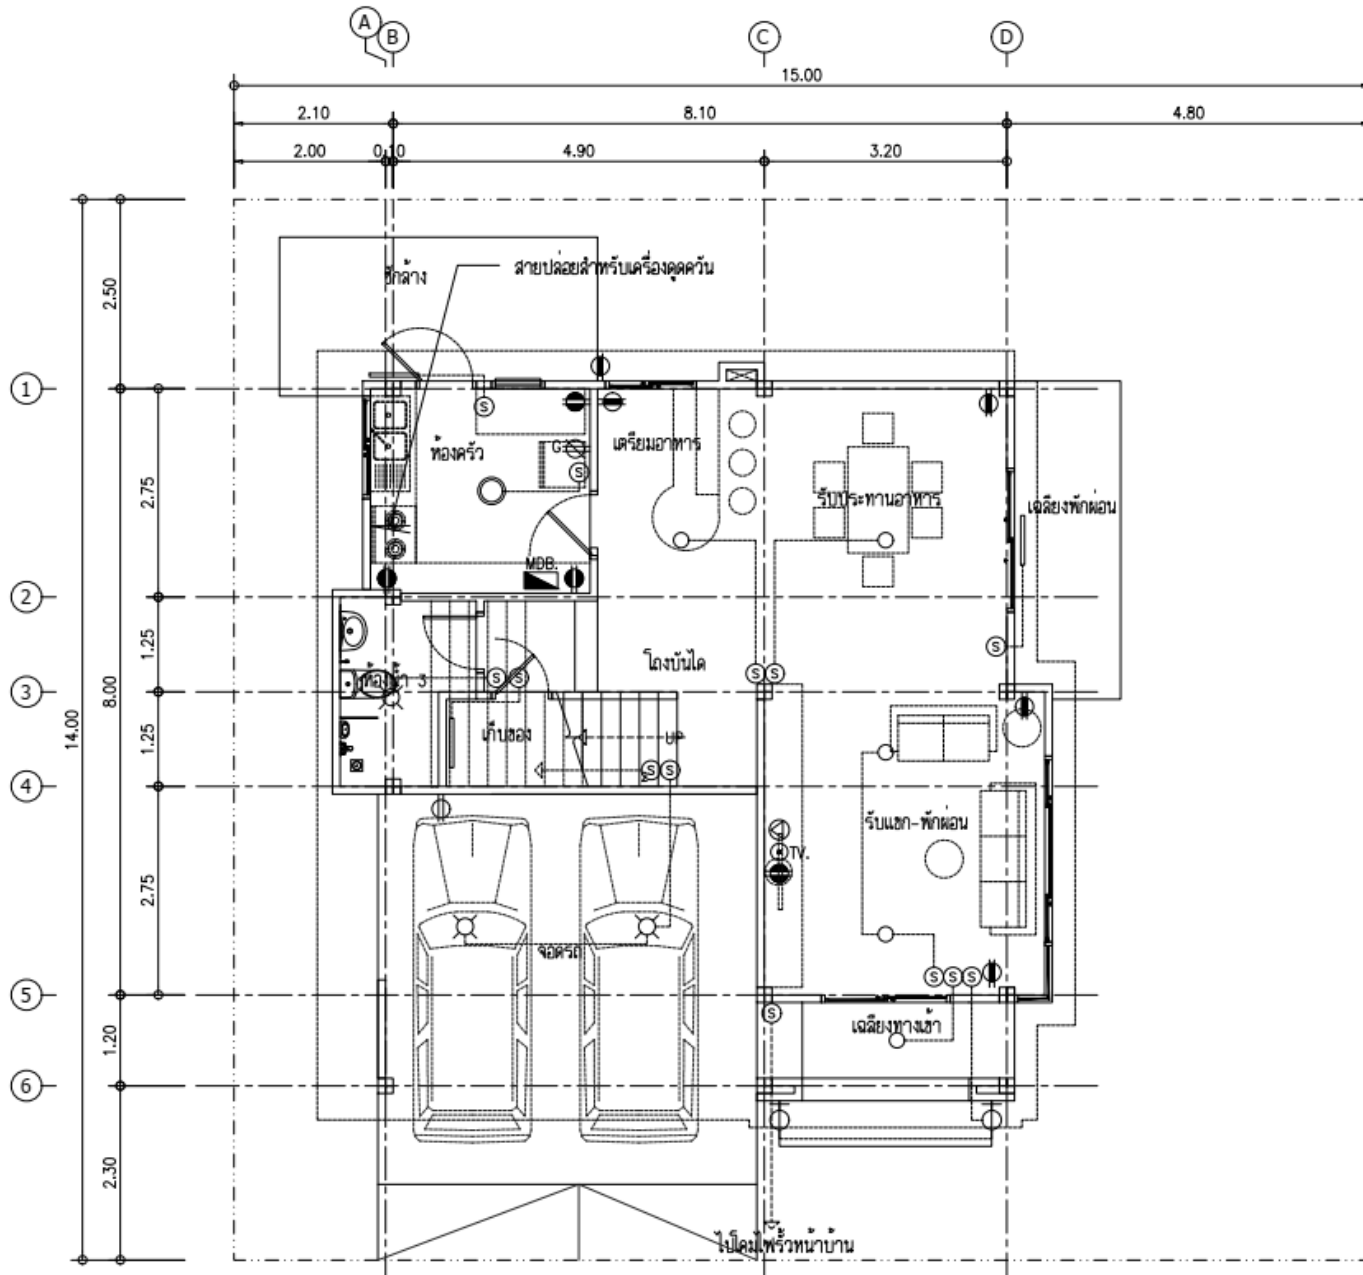 A B C D
15.00
2.10 8.10 4.80
2.00 0.10 4.90 3.20
ซักล้าง
สายปล่อยสำหรับเครื่องดูดควัน
2.50
1
S
ห้องครัว
G
เตรียมอาหาร
S
2.75
รับประทานอาหาร
เฉลียงพักผ่อน
MDB.
2
1.25
S
โถงบันได
S S
3
ห้องน้ำ 3
S S
14.00
8.00
1.25
เก็บของ
UP
S S
4
รับแขก-พักผ่อน
TV.
2.75
จอดรถ
S S S
5
S
เฉลียงทางเข้า
1.20
6
2.30
ไปโคมไฟรั้วหน้าบ้าน